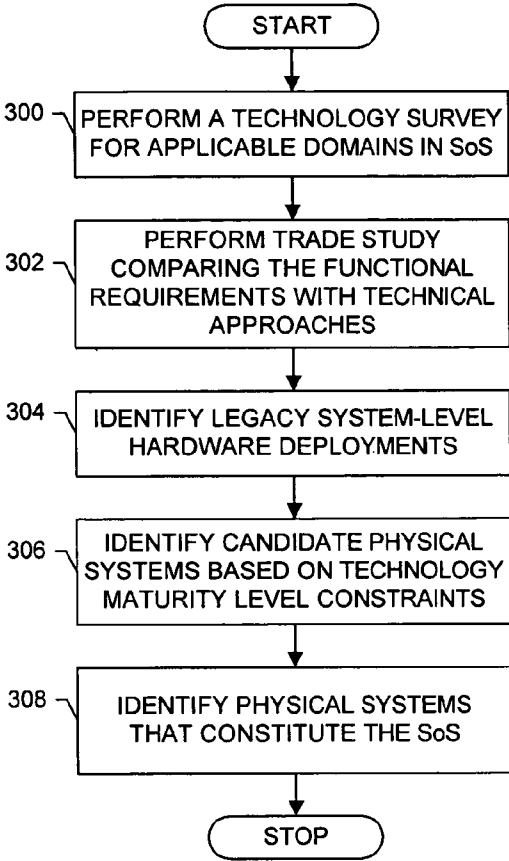 START
300
PERFORM A TECHNOLOGY SURVEY
FOR APPLICABLE DOMAINS IN SoS
302
PERFORM TRADE STUDY
COMPARING THE FUNCTIONAL
REQUIREMENTS WITH TECHNICAL
APPROACHES
304
IDENTIFY LEGACY SYSTEM-LEVEL
HARDWARE DEPLOYMENTS
306
IDENTIFY CANDIDATE PHYSICAL
SYSTEMS BASED ON TECHNOLOGY
MATURITY LEVEL CONSTRAINTS
308
IDENTIFY PHYSICAL SYSTEMS
THAT CONSTITUTE THE SoS
STOP